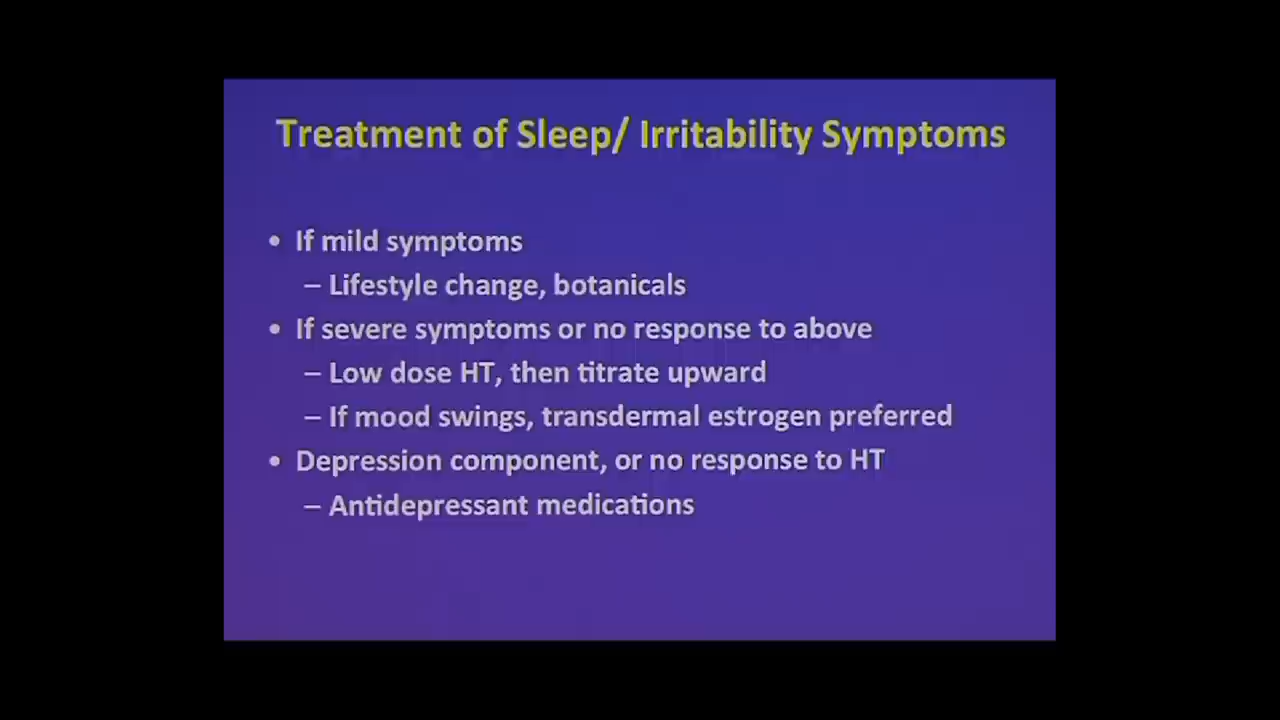 Treatment of Sleep/ Irritability Symptoms
• If mild symptoms
– Lifestyle change, botanicals
• If severe symptoms or no response to above
– Low dose HT, then titrate upward
– If mood swings, transdermal estrogen preferred
• Depression component, or no response to HT
– Antidepressant medications